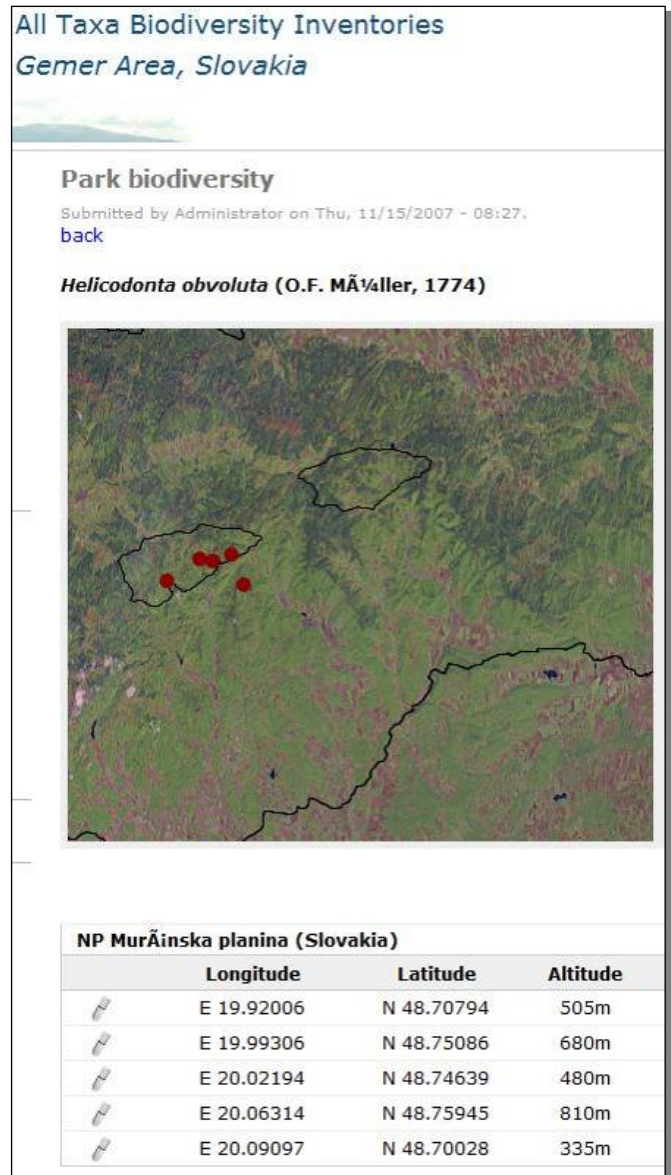 All Taxa Biodiversity Inventories
Gemer Area, Slovakia
Park biodiversity
Submitted by Administrator on Thu, 11/15/2007 - 08:27.
back
Helicodonta obvoluta (O.F. MÃ¼ller, 1774)
NP MurÃ¡nska planina (Slovakia)
Longitude Latitude Altitude
E 19.92006 N 48.70794 505m
E 19.99306 N 48.75086 680m
E 20.02194 N 48.74639 480m
E 20.06314 N 48.75945 810m
E 20.09097 N 48.70028 335m